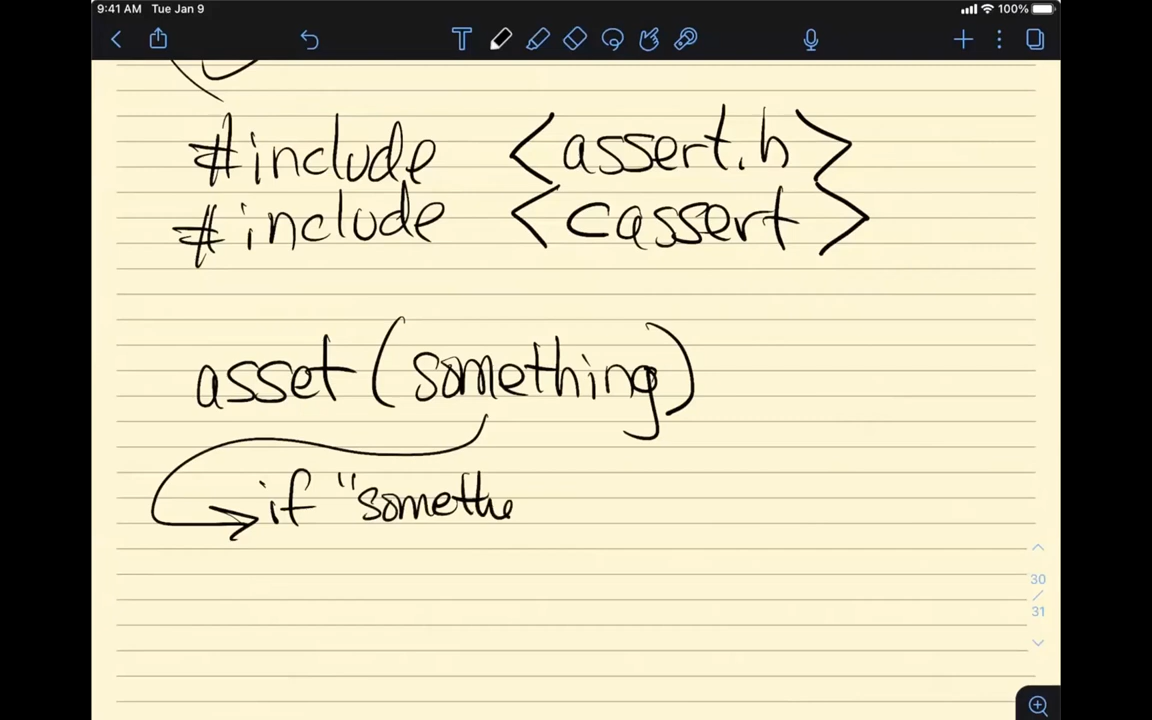 9:41 AM Tue Jan 9
100%
#include <assert.h>
#include <cassert>
asset (something)
if "somethe
30
/
31